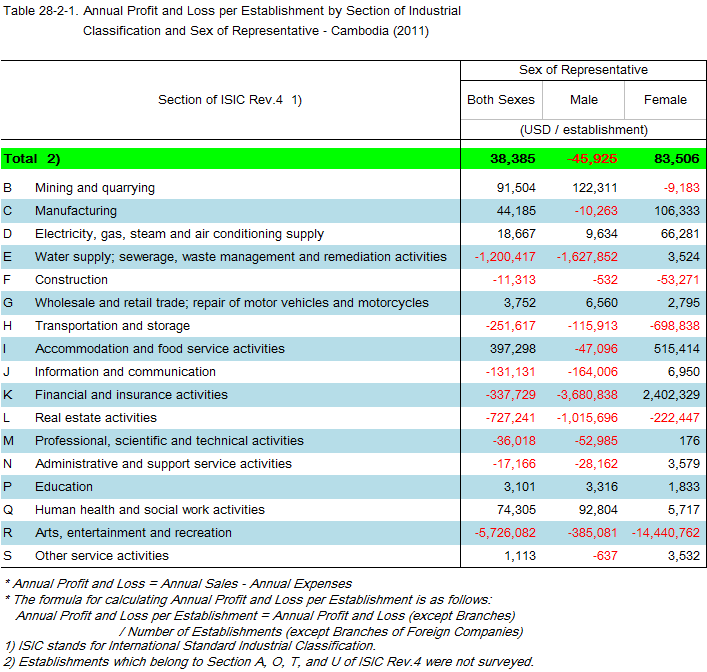 Table 28-2-1. Annual Profit and Loss per Establishment by Section of Industrial
Classification and Sex of Representative - Cambodia (2011)
Sex of Representative
Section of ISIC Rev.4 1) Both Sexes Male Female
(USD / establishment)
Total 2) 38,385 -45,925 83,506
B Mining and quarrying 91,504 122,311 -9,183
C Manufacturing 44,185 -10,263 106,333
D Electricity, gas, steam and air conditioning supply 18,667 9,634 66,281
E Water supply; sewerage, waste management and remediation activities -1,200,417 -1,627,852 3,524
F Construction -11,313 -532 -53,271
G Wholesale and retail trade; repair of motor vehicles and motorcycles 3,752 6,560 2,795
H Transportation and storage -251,617 -115,913 -698,838
I Accommodation and food service activities 397,298 -47,096 515,414
J Information and communication -131,131 -164,006 6,950
K Financial and insurance activities -337,729 -3,680,838 2,402,329
L Real estate activities -727,241 -1,015,696 -222,447
M Professional, scientific and technical activities -36,018 -52,985 176
N Administrative and support service activities -17,166 -28,162 3,579
P Education 3,101 3,316 1,833
Q Human health and social work activities 74,305 92,804 5,717
R Arts, entertainment and recreation -5,726,082 -385,081 -14,440,762
S Other service activities 1,113 -637 3,532
* Annual Profit and Loss = Annual Sales - Annual Expenses
* The formula for calculating Annual Profit and Loss per Establishment is as follows:
Annual Profit and Loss per Establishment = Annual Profit and Loss (except Branches)
/ Number of Establishments (except Branches of Foreign Companies)
1) ISIC stands for International Standard Industrial Classification.
2) Establishments which belong to Section A, O, T, and U of ISIC Rev.4 were not surveyed.